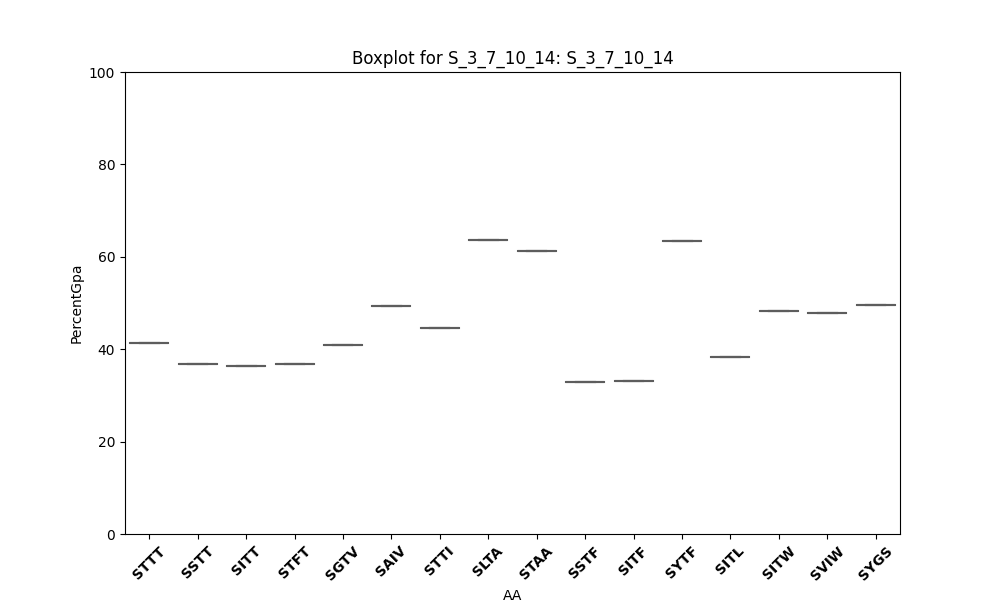 Boxplot for S_3_7_10_14: S_3_7_10_14
100
80
60
40
20
0
PercentGpa
STTT SSTT SITT STFT SGTV SAIV STTI SLTA STAA SSTF SITF SYTF SITL SITW SVIW SYGS
AA